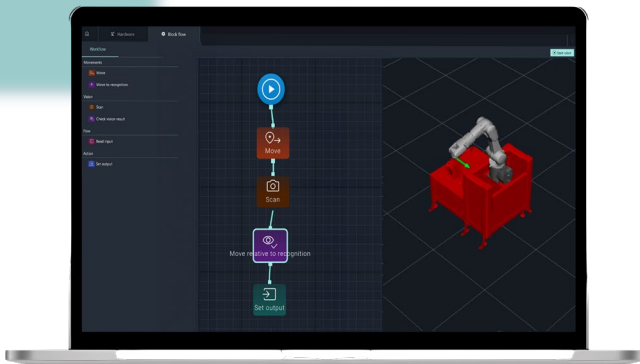 Hardware
Block flow
Workflow
Movements
Move
Move to recognition
Vision
Scan
Check vision result
Flow
Read input
Action
Set output
Move
Scan
Move relative to recognition
Set output